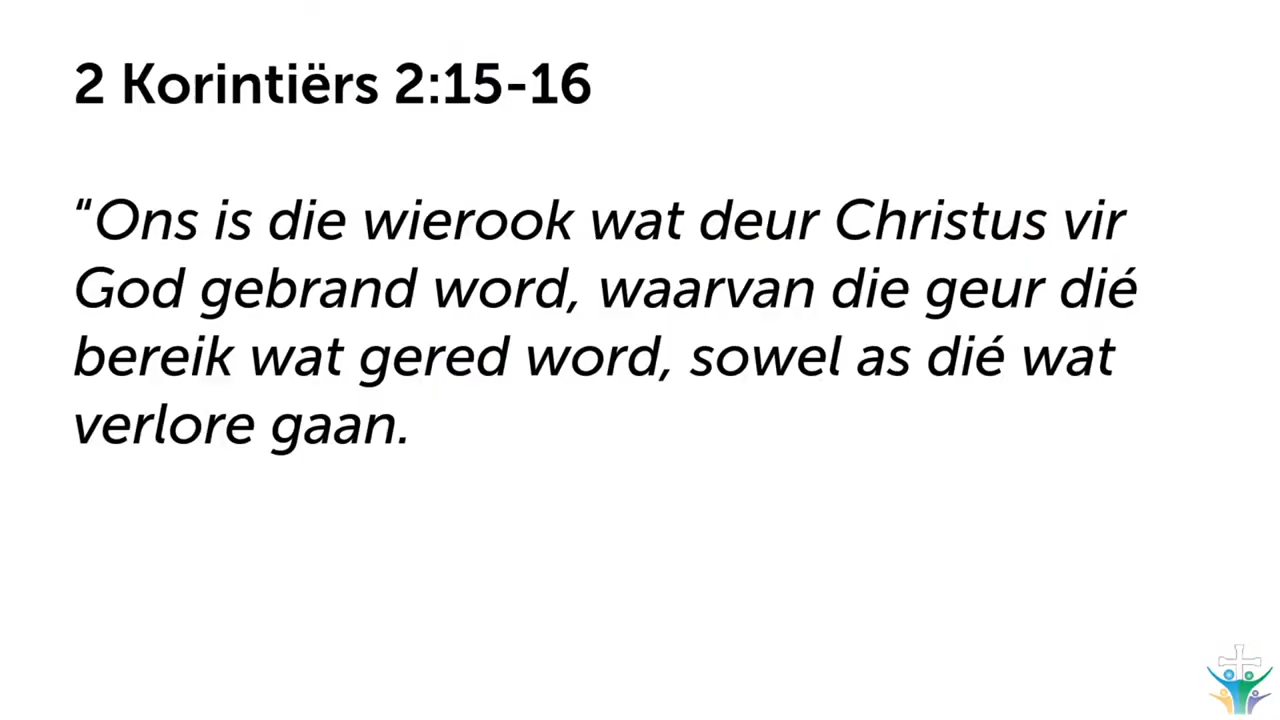 2 Korintiërs 2:15-16
“Ons is die wierook wat deur Christus vir
God gebrand word, waarvan die geur dié
bereik wat gered word, sowel as dié wat
verlore gaan.